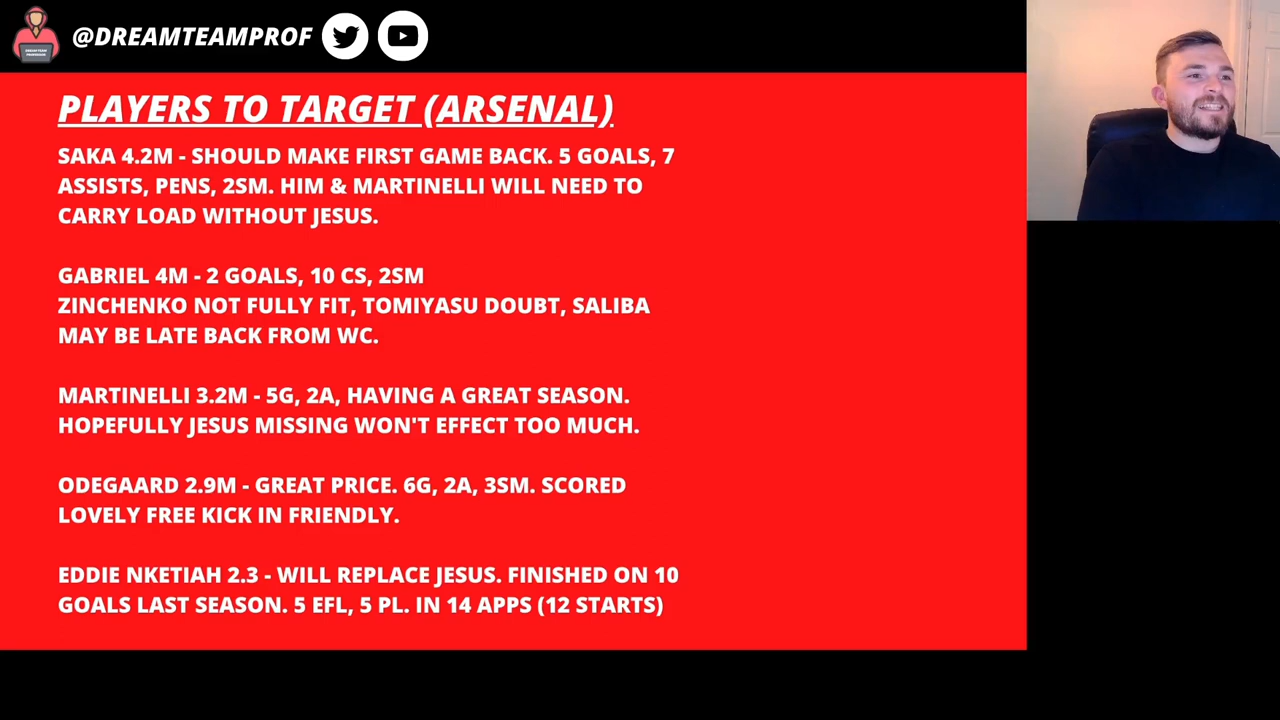 @DREAMTEAMPROF
PLAYERS TO TARGET (ARSENAL)
SAKA 4.2M - SHOULD MAKE FIRST GAME BACK. 5 GOALS, 7
ASSISTS, PENS, 2SM. HIM & MARTINELLI WILL NEED TO
CARRY LOAD WITHOUT JESUS.
GABRIEL 4M - 2 GOALS, 10 CS, 2SM
ZINCHENKO NOT FULLY FIT, TOMIYASU DOUBT, SALIBA
MAY BE LATE BACK FROM WC.
MARTINELLI 3.2M - 5G, 2A, HAVING A GREAT SEASON.
HOPEFULLY JESUS MISSING WON'T EFFECT TOO MUCH.
ODEGAARD 2.9M - GREAT PRICE. 6G, 2A, 3SM. SCORED
LOVELY FREE KICK IN FRIENDLY.
EDDIE NKETIAH 2.3 - WILL REPLACE JESUS. FINISHED ON 10
GOALS LAST SEASON. 5 EFL, 5 PL. IN 14 APPS (12 STARTS)